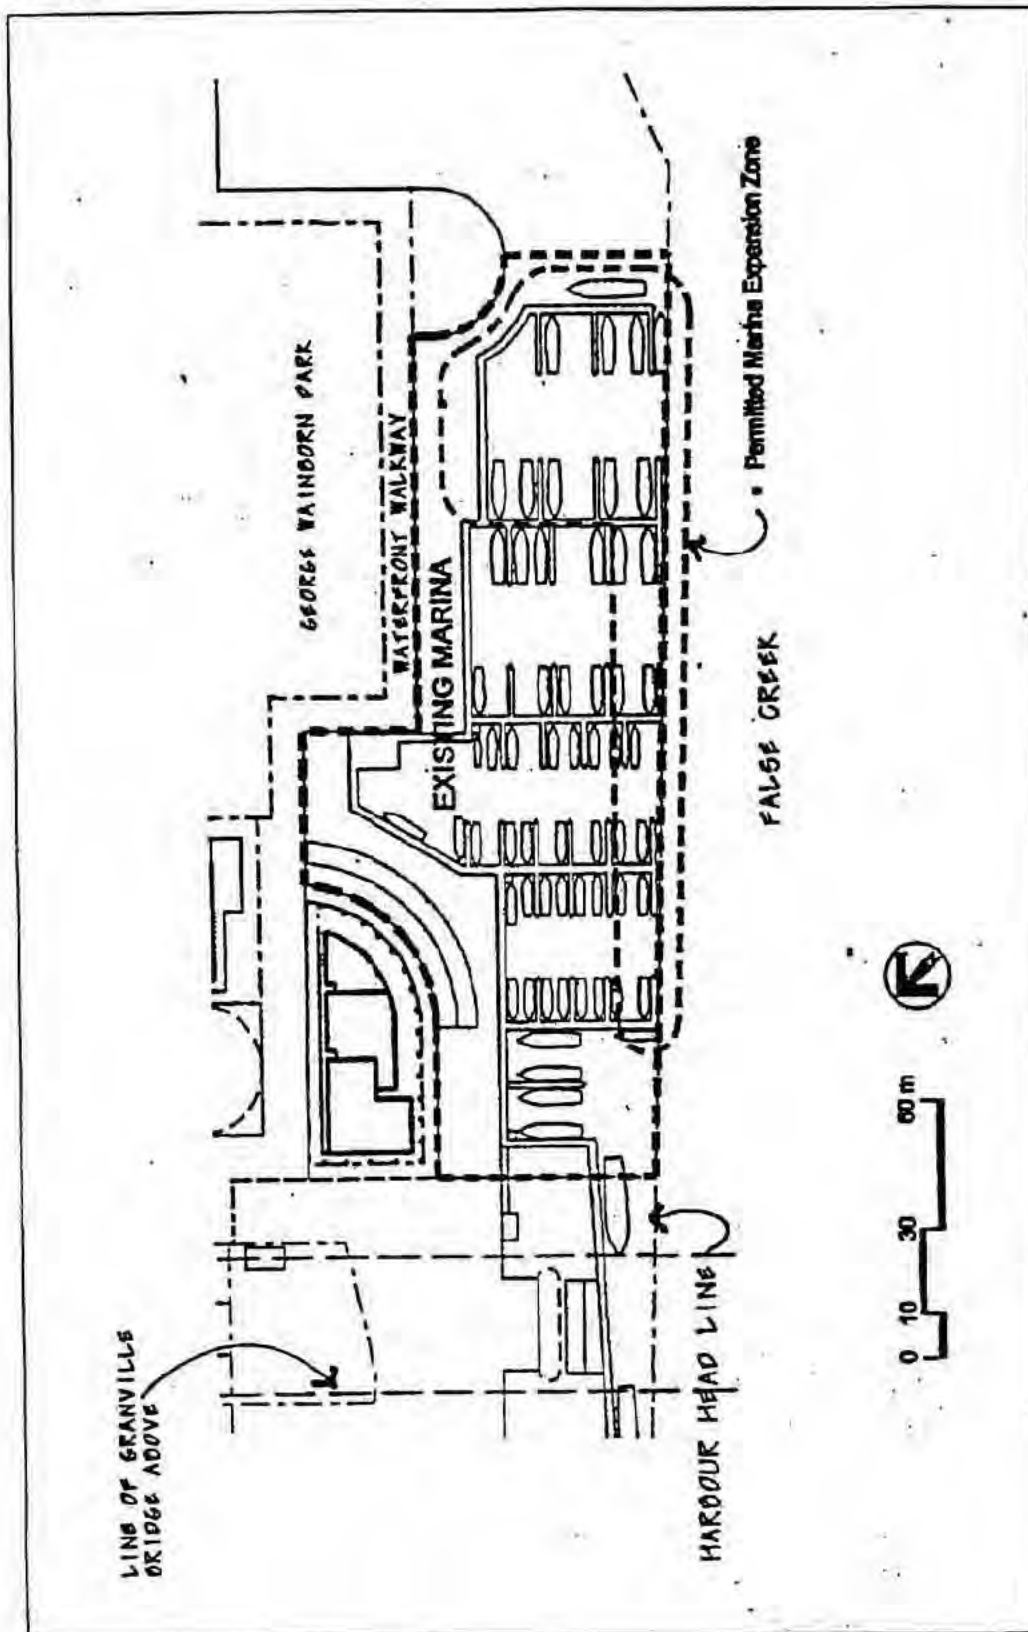 LINE OF GRANVILLE
BRIDGE ABOVE
GEORGE WAINBORN PARK
WATERFRONT WALKWAY
EXISTING MARINA
Permitted Marina Expansion Zone
FALSE CREEK
HARBOUR HEAD LINE
0 10 30 60 m